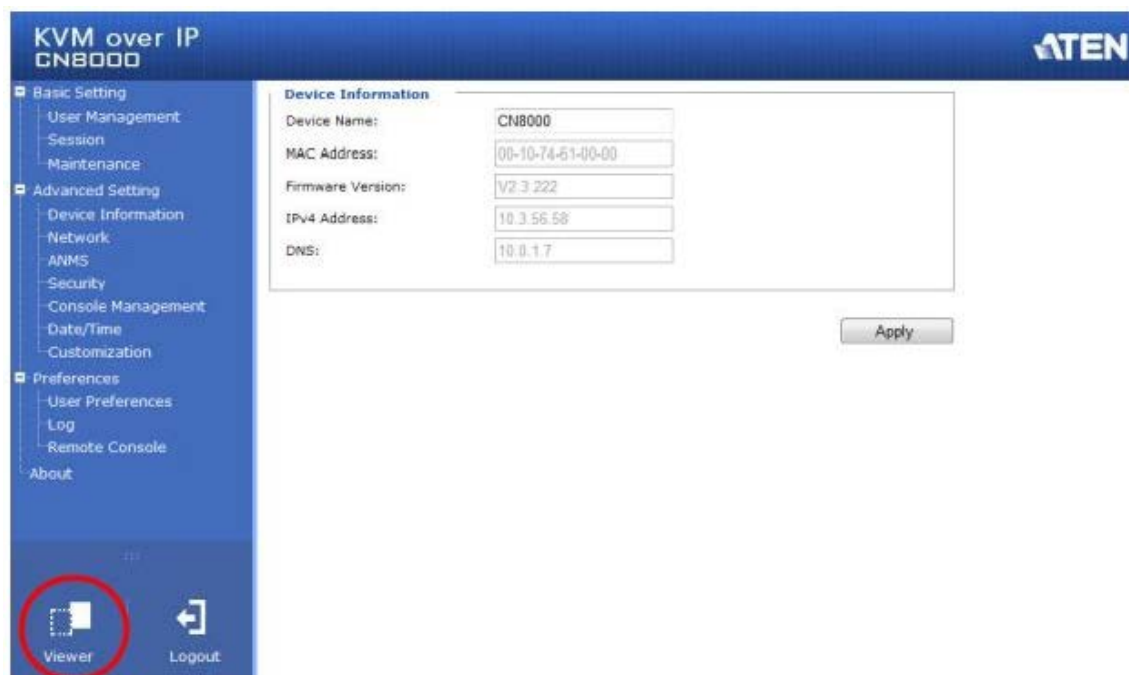 KVM over IP
CN8000
ATEN
Basic Setting
User Management
Session
Maintenance
Advanced Setting
Device Information
Network
ANMS
Security
Console Management
Date/Time
Customization
Preferences
User Preferences
Log
Remote Console
About
Viewer
Logout
Device Information
Device Name: CN8000
MAC Address: 00-10-74-61-00-00
Firmware Version: V2.3.222
IPv4 Address: 10.3.56.58
DNS: 10.0.1.7
Apply